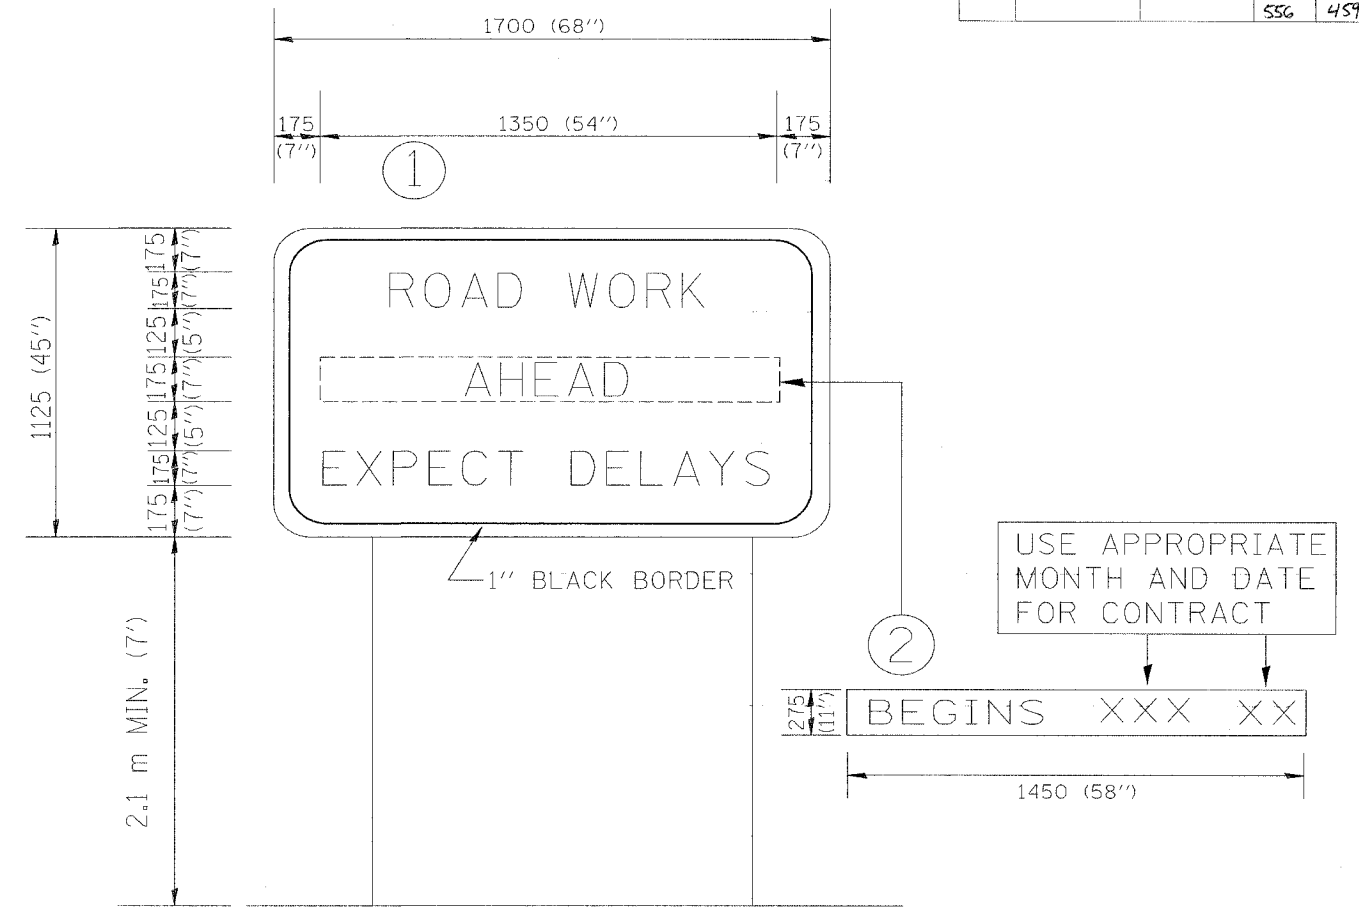 556 459
1700 (68'')
175 1350 (54'') 175
(7'') (7'')
1
1125 (45'')
175 (7'')
175 (7'')
125 (5'')
175 (7'')
125 (5'')
175 (7'')
175 (7'')
ROAD WORK
AHEAD
EXPECT DELAYS
1'' BLACK BORDER
2.1 m MIN. (7')
USE APPROPRIATE
MONTH AND DATE
FOR CONTRACT
2
275 (11'')
BEGINS XXX XX
1450 (58'')